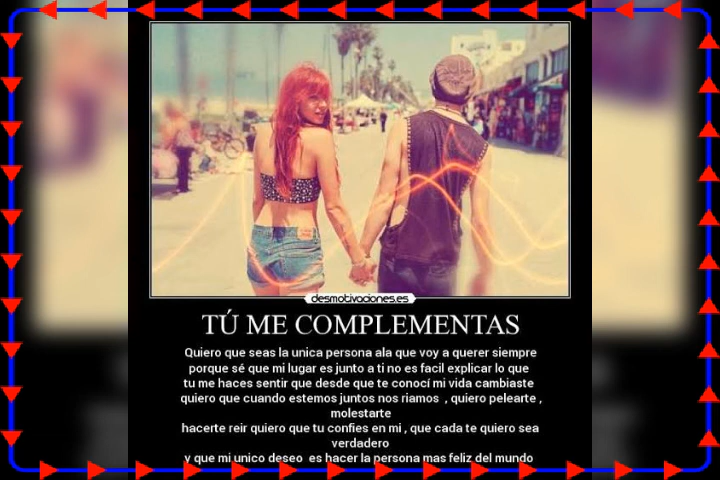 desmotivaciones.es
TÚ ME COMPLEMENTAS
Quiero que seas la unica persona ala que voy a querer siempre
porque sé que mi lugar es junto a ti no es facil explicar lo que
tu me haces sentir que desde que te conocí mi vida cambiaste
quiero que cuando estemos juntos nos riamos , quiero pelearte ,
molestarte
hacerte reir quiero que tu confies en mi , que cada te quiero sea
verdadero
y que mi unico deseo es hacer la persona mas feliz del mundo